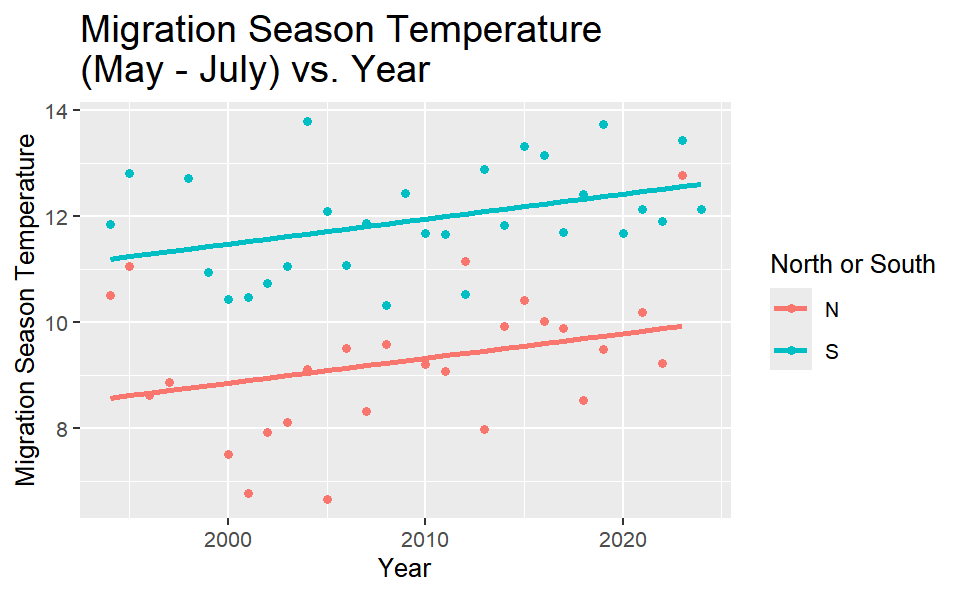 Migration Season Temperature
(May - July) vs. Year
Migration Season Temperature
14
12
10
8
2000
2010
2020
Year
North or South
N
S